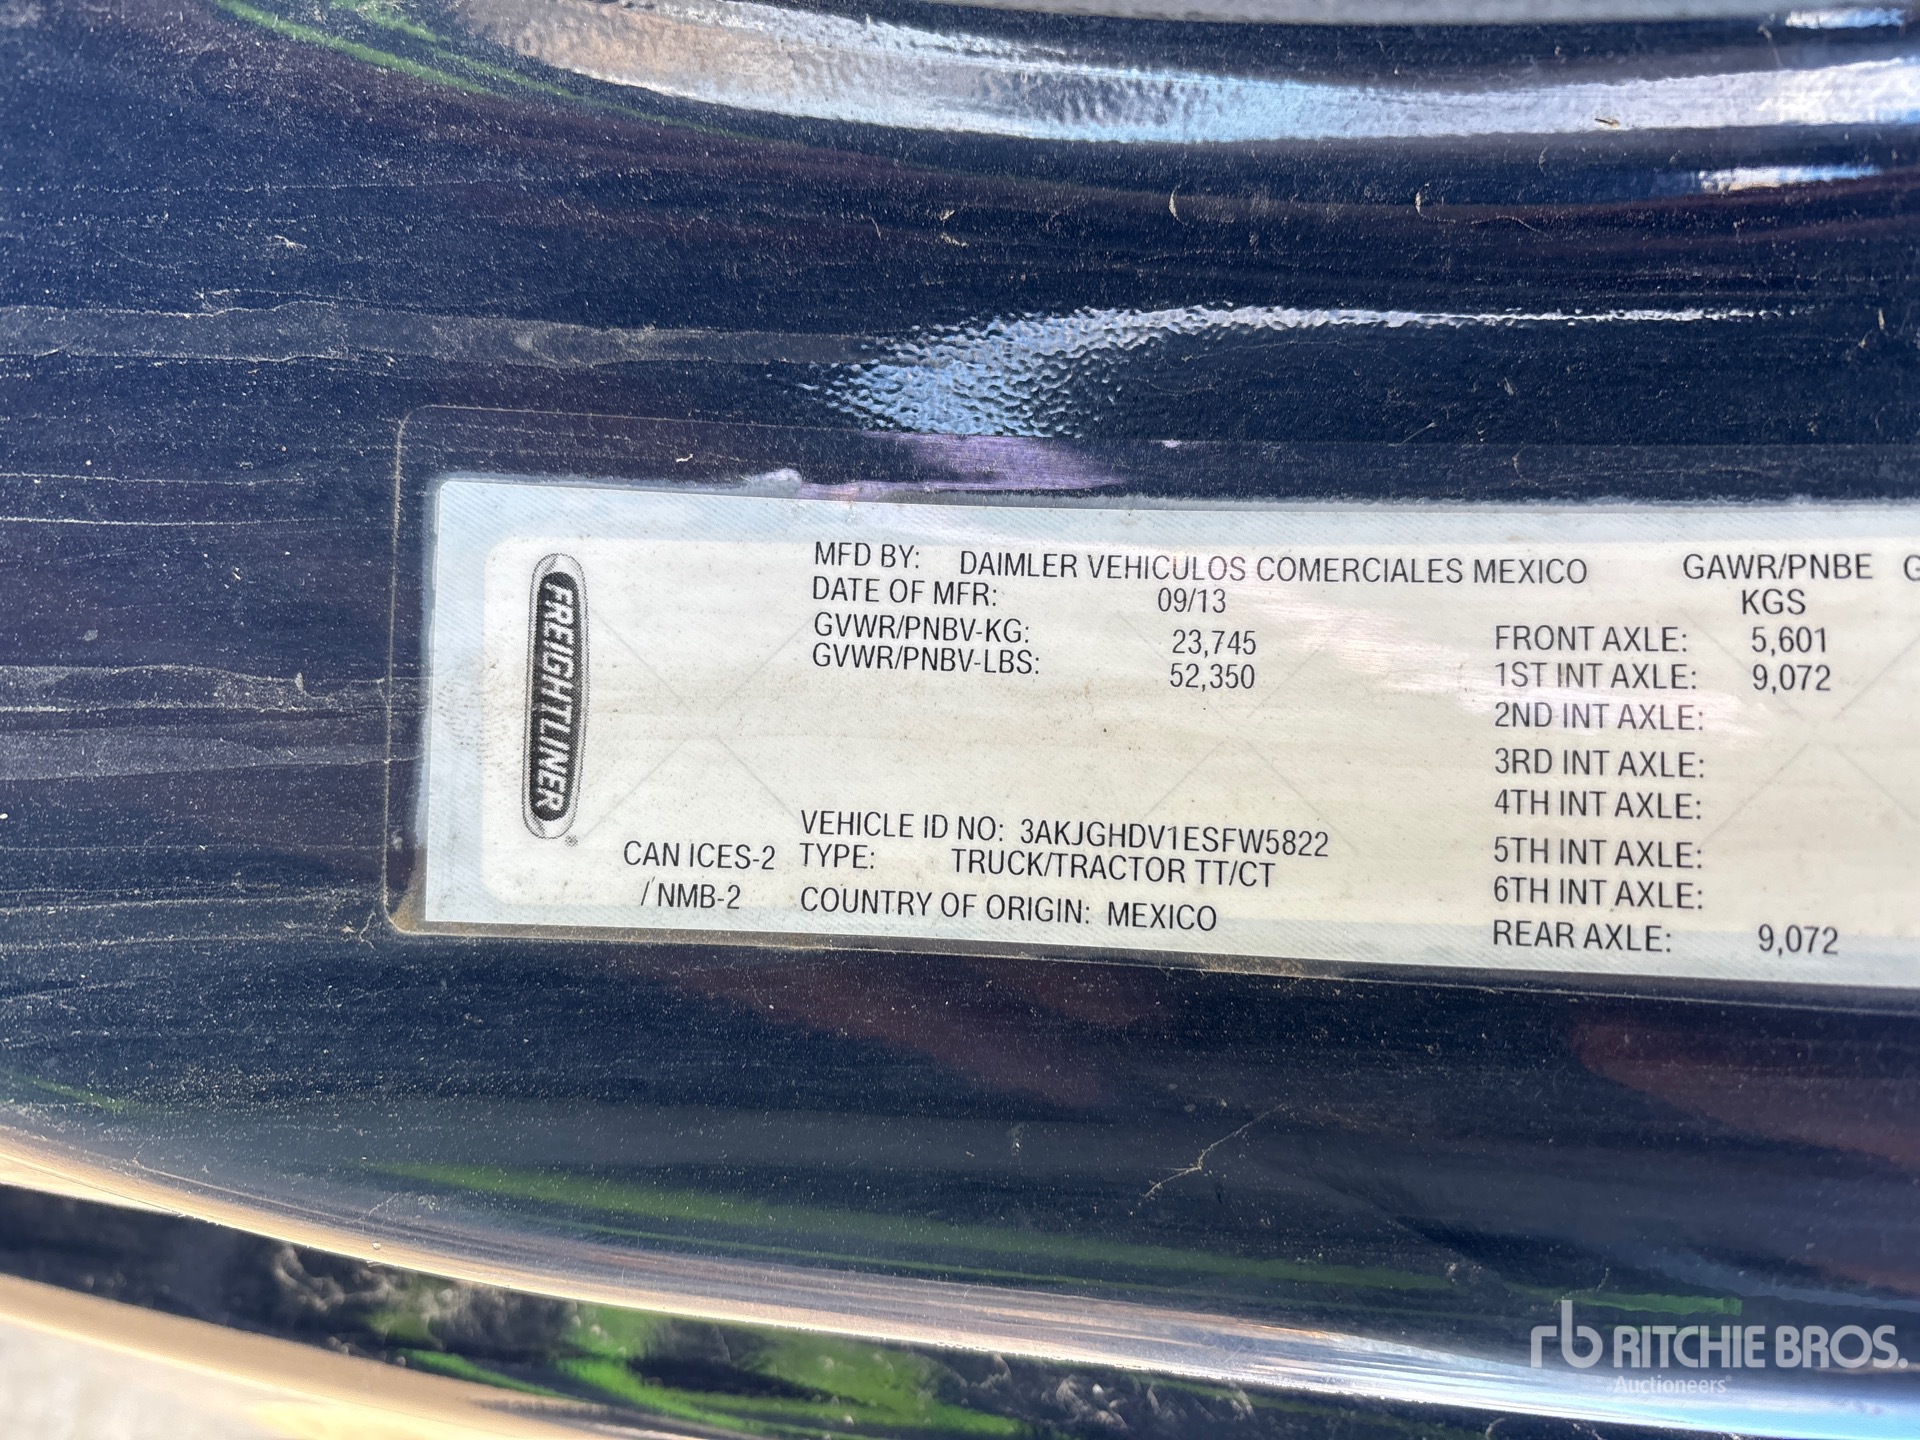 FREIGHTLINER
®
CAN ICES-2
/ NMB-2
MFD BY: DAIMLER VEHICULOS COMERCIALES MEXICO
DATE OF MFR: 09/13
GVWR/PNBV-KG: 23,745
GVWR/PNBV-LBS: 52,350
VEHICLE ID NO: 3AKJGHDV1ESFW5822
TYPE: TRUCK/TRACTOR TT/CT
COUNTRY OF ORIGIN: MEXICO
GAWR/PNBE G
KGS
FRONT AXLE: 5,601
1ST INT AXLE: 9,072
2ND INT AXLE:
3RD INT AXLE:
4TH INT AXLE:
5TH INT AXLE:
6TH INT AXLE:
REAR AXLE: 9,072
rb RITCHIE BROS.
Auctioneers